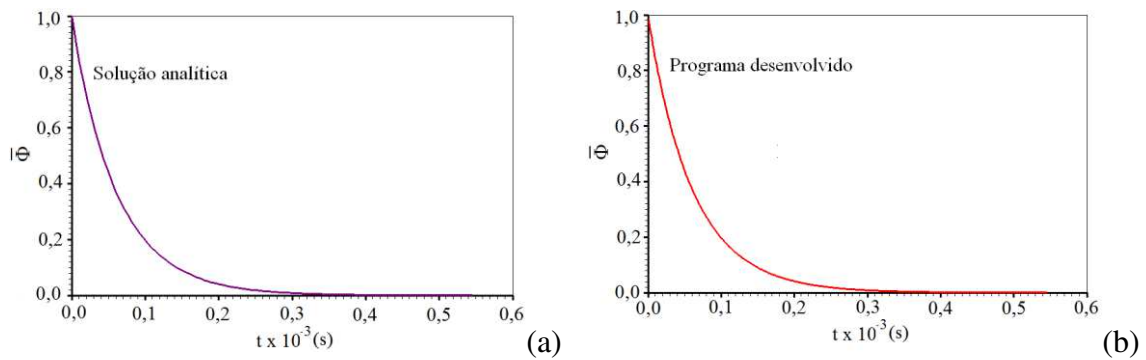 1,0
0,8
0,6
0,4
0,2
0,0
Φ̅
Solução analítica
0,0 0,1 0,2 0,3 0,4 0,5 0,6
t x 10⁻³ (s)
(a)
1,0
0,8
0,6
0,4
0,2
0,0
Φ̅
Programa desenvolvido
0,0 0,1 0,2 0,3 0,4 0,5 0,6
t x 10⁻³ (s)
(b)